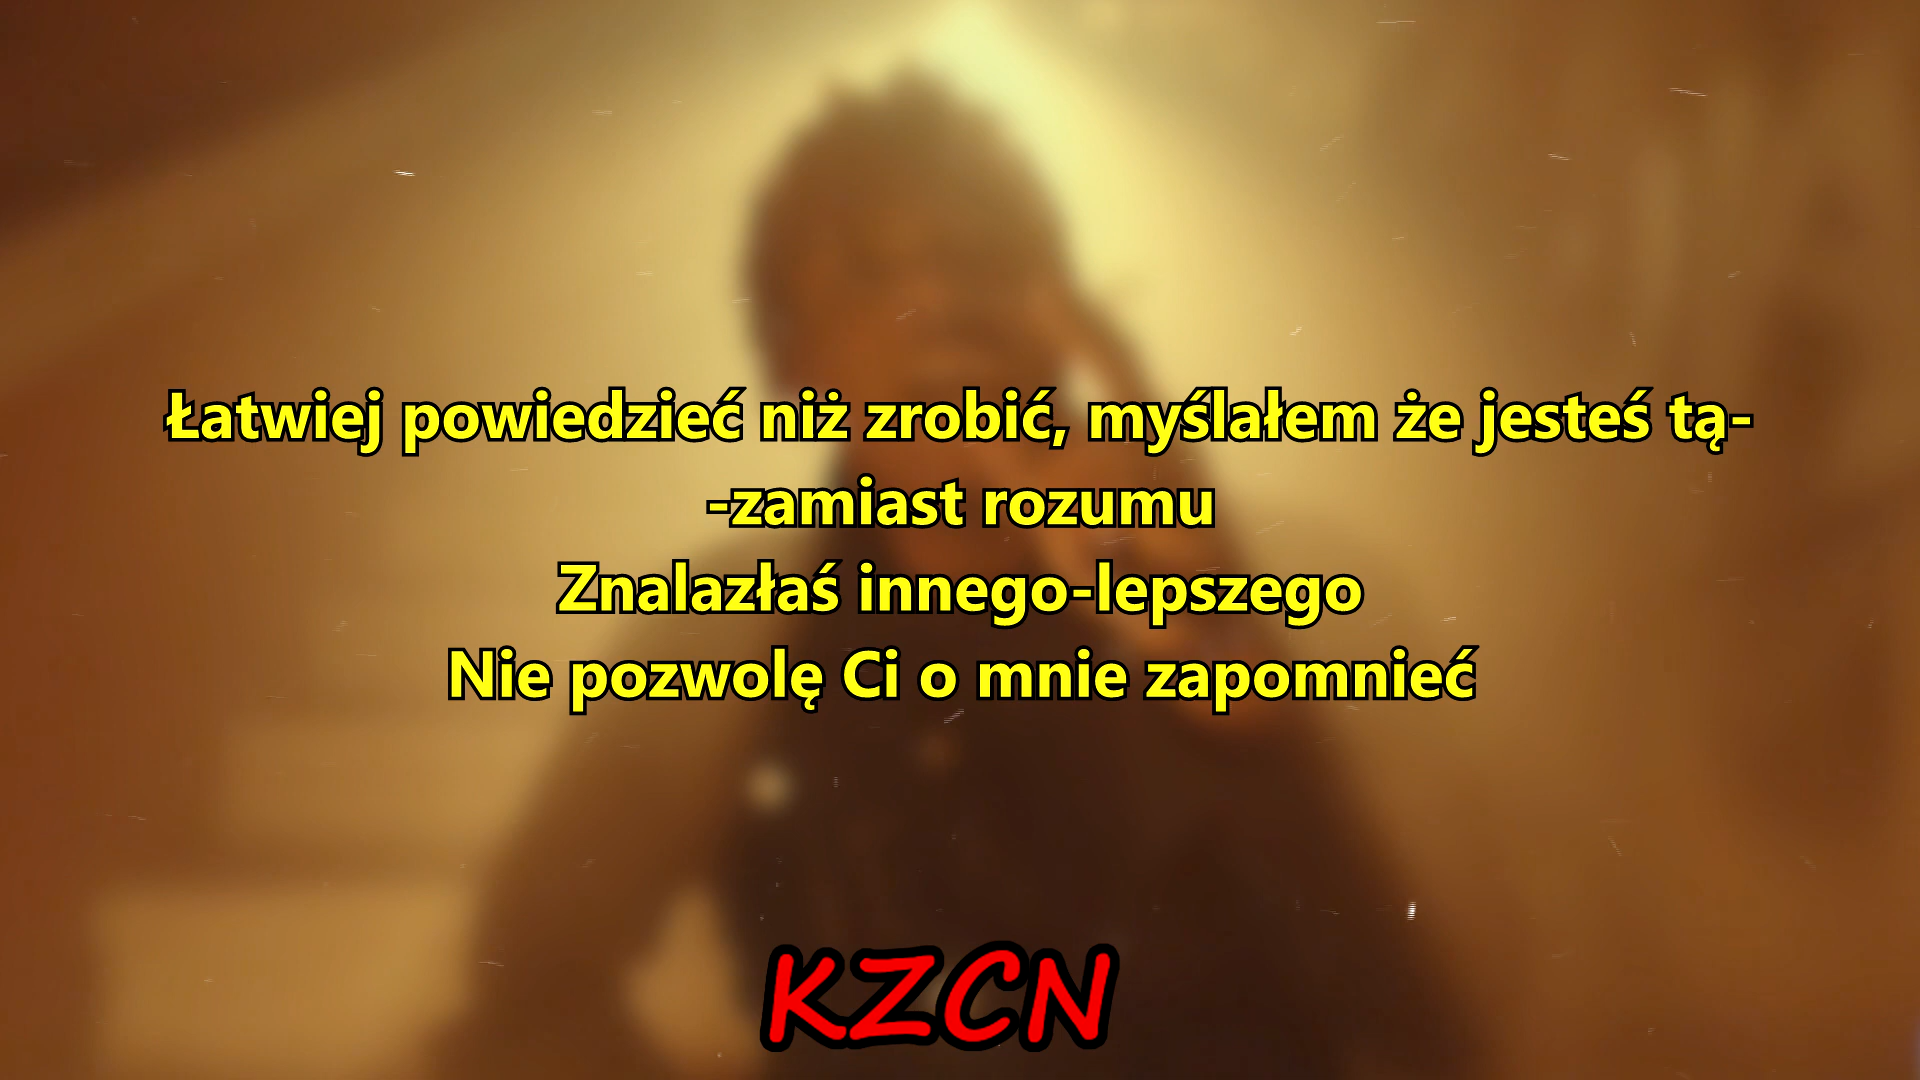 Łatwiej powiedzieć niż zrobić, myślałem że jesteś tą-
-zamiast rozumu
Znalazłaś innego-lepszego
Nie pozwolę Ci o mnie zapomnieć
KZCN